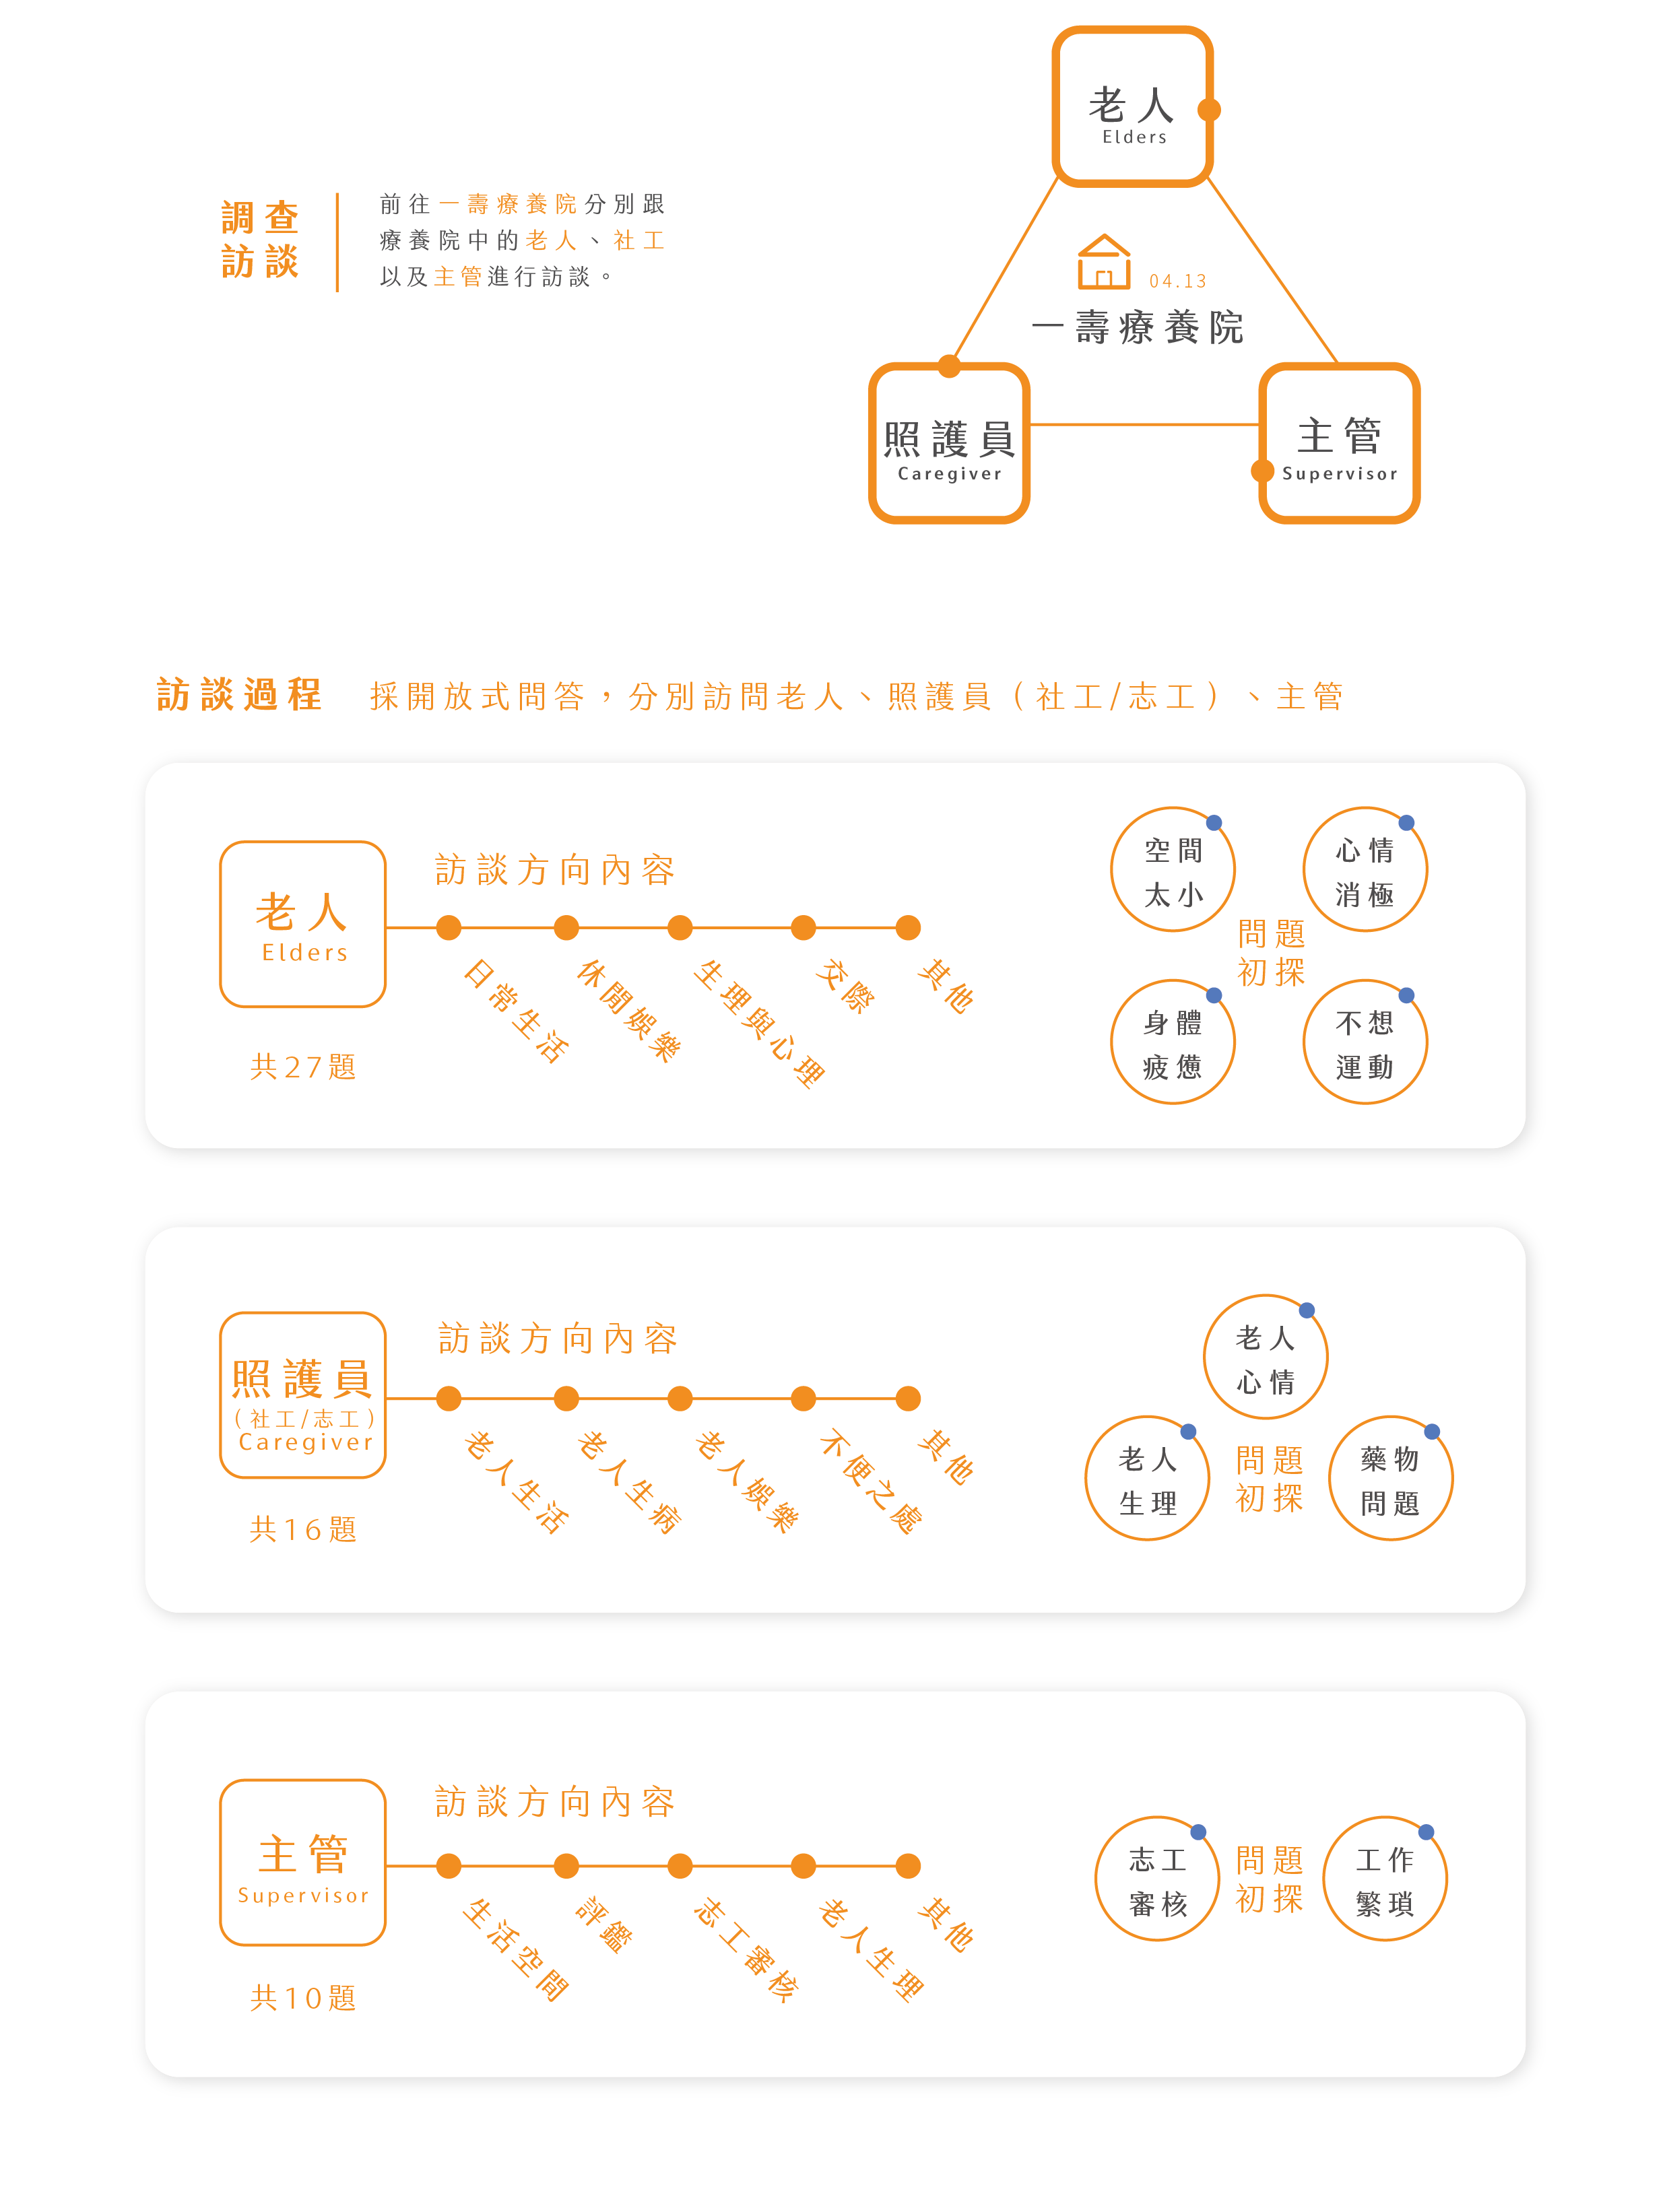 老人
Elders
調查
訪談
前往一壽療養院分別跟
療養院中的老人、社工
以及主管進行訪談。
04.13
一壽療養院
照護員
Caregiver
主管
Supervisor
訪談過程 採開放式問答，分別訪問老人、照護員（社工/志工）、主管
老人
Elders
共27題
訪談方向內容
日常生活
休閒娛樂
生理與心理
交際
其他
空間
太小
心情
消極
問題
初探
身體
疲憊
不想
運動
照護員
（社工/志工）
Caregiver
共16題
訪談方向內容
老人生活
老人生病
老人娛樂
不便之處
其他
老人
心情
老人
生理
問題
初探
藥物
問題
主管
Supervisor
共10題
訪談方向內容
生活空間
評鑑
志工審核
老人生理
其他
志工
審核
問題
初探
工作
繁瑣